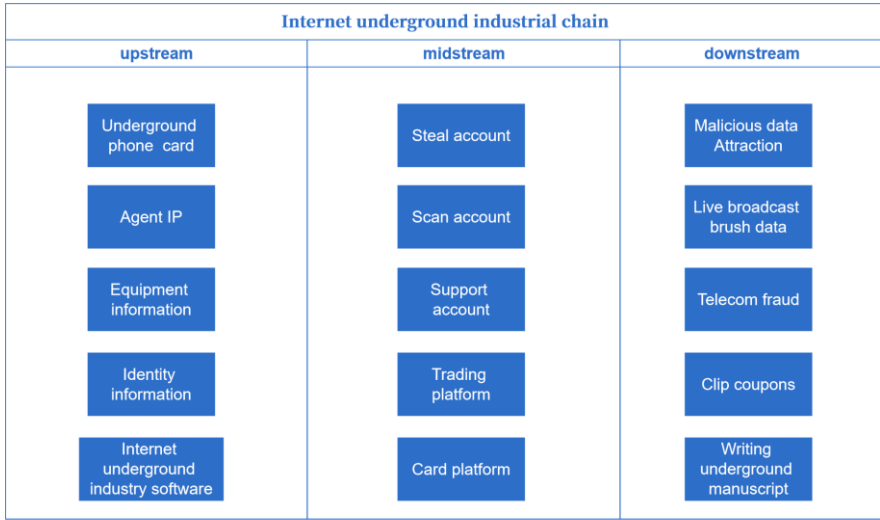 Internet underground industrial chain
upstream
midstream
downstream
Underground
phone card
Steal account
Malicious data
Attraction
Agent IP
Scan account
Live broadcast
brush data
Equipment
information
Support
account
Telecom fraud
Identity
information
Trading
platform
Clip coupons
Internet
underground
industry software
Card platform
Writing
underground
manuscript